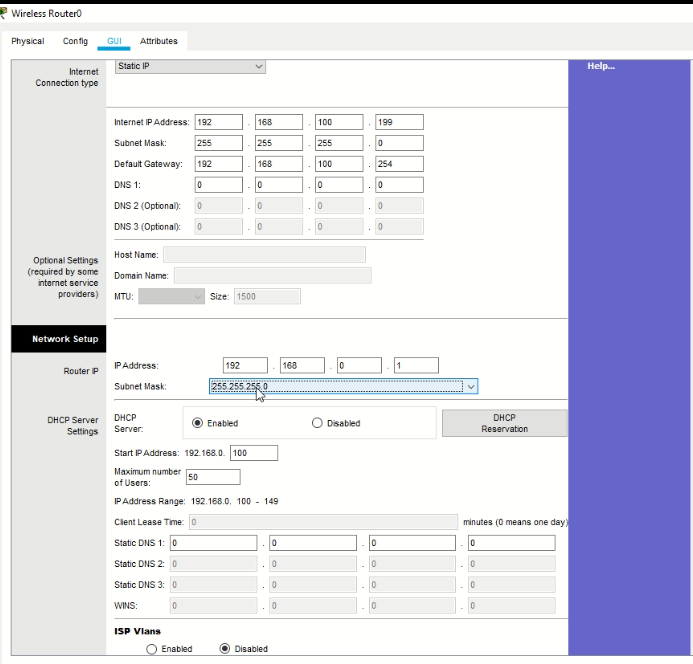 Wireless Router0
Physical Config GUI Attributes
Internet Connection type
Static IP
Help...
Internet IP Address: 192 . 168 . 100 . 199
Subnet Mask: 255 . 255 . 255 . 0
Default Gateway: 192 . 168 . 100 . 254
DNS 1: 0 . 0 . 0 . 0
DNS 2 (Optional): 0 . 0 . 0 . 0
DNS 3 (Optional): 0 . 0 . 0 . 0
Optional Settings
(required by some
internet service
providers)
Host Name:
Domain Name:
MTU: Size: 1500
Network Setup
Router IP
IP Address: 192 . 168 . 0 . 1
Subnet Mask: 255.255.255.0
DHCP Server
Settings
DHCP
Server: Enabled Disabled
DHCP
Reservation
Start IP Address: 192.168.0. 100
Maximum number
of Users: 50
IP Address Range: 192.168.0. 100 - 149
Client Lease Time: 0 minutes (0 means one day)
Static DNS 1: 0 . 0 . 0 . 0
Static DNS 2: 0 . 0 . 0 . 0
Static DNS 3: 0 . 0 . 0 . 0
WINS: 0 . 0 . 0 . 0
ISP Vlans
Enabled Disabled